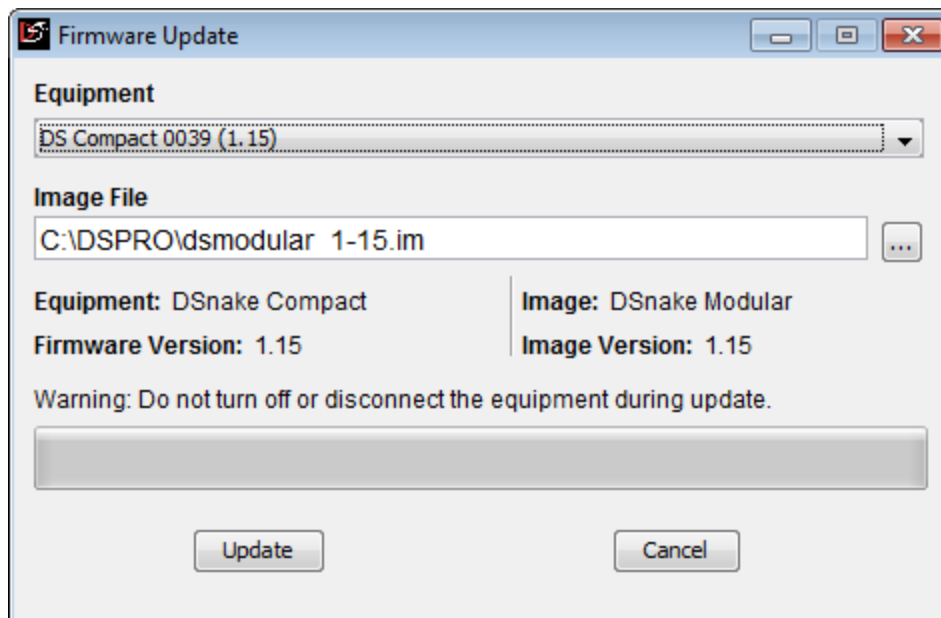 Firmware Update
Equipment
DS Compact 0039 (1.15)
Image File
C:\DSPRO\dsmodular  1-15.im
...
Equipment: DSnake Compact
Image: DSnake Modular
Firmware Version: 1.15
Image Version: 1.15
Warning: Do not turn off or disconnect the equipment during update.
Update
Cancel